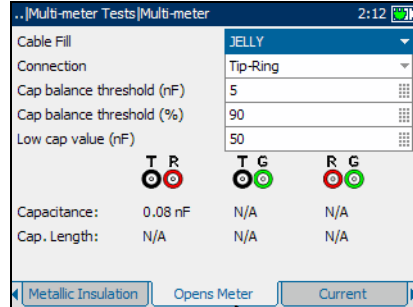 ..|Multi-meter Tests|Multi-meter 2:12
Cable Fill JELLY
Connection Tip-Ring
Cap balance threshold (nF) 5
Cap balance threshold (%) 90
Low cap value (nF) 50
T R T G R G
Capacitance: 0.08 nF N/A N/A
Cap. Length: N/A N/A N/A
Metallic Insulation Opens Meter Current